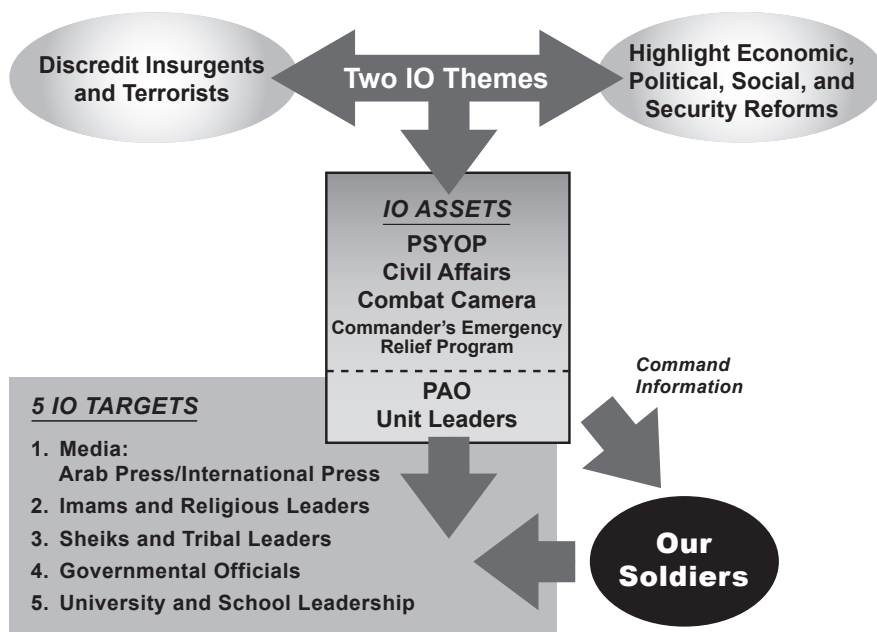 Discredit Insurgents
and Terrorists
Two IO Themes
Highlight Economic,
Political, Social, and
Security Reforms
IO ASSETS
PSYOP
Civil Affairs
Combat Camera
Commander's Emergency
Relief Program
PAO
Unit Leaders
Command
Information
5 IO TARGETS
1. Media:
Arab Press/International Press
2. Imams and Religious Leaders
3. Sheiks and Tribal Leaders
4. Governmental Officials
5. University and School Leadership
Our
Soldiers